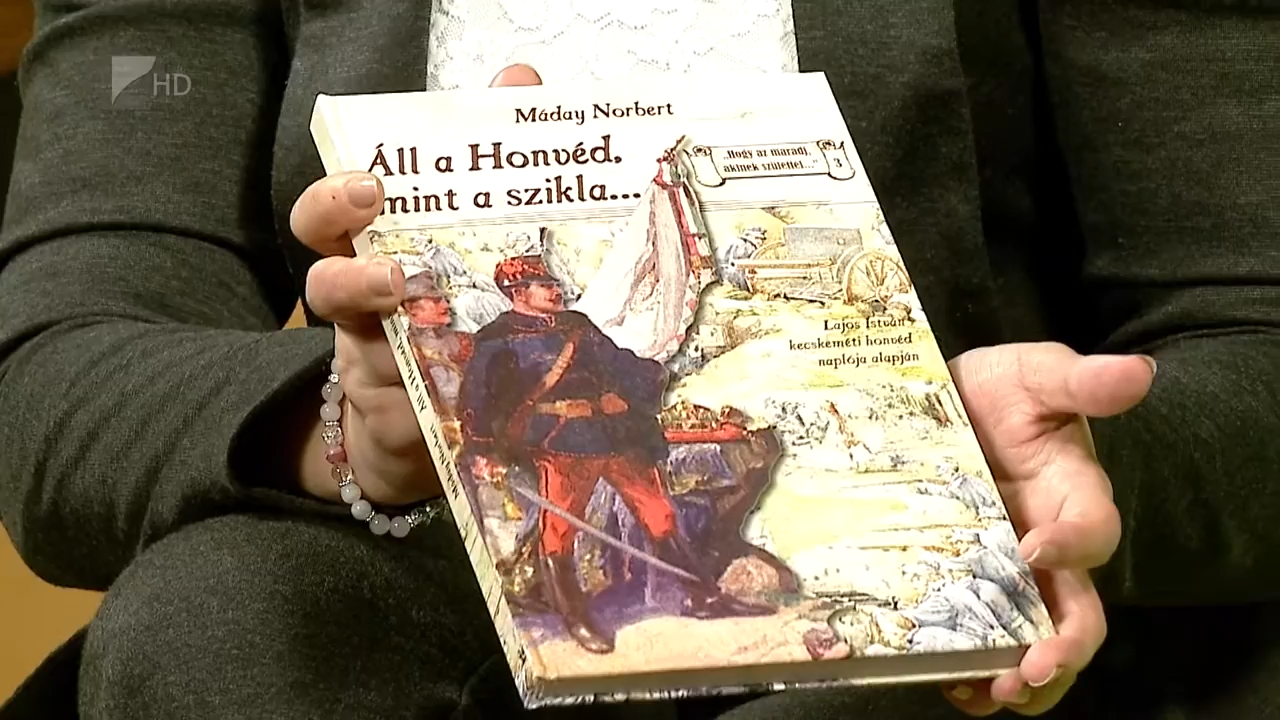 HD
Máday Norbert
Áll a Honvéd,
mint a szikla...
„Hogy az maradj,
akinek születtél...”
3
Lajos István
kecskeméti honvéd
naplója alapján